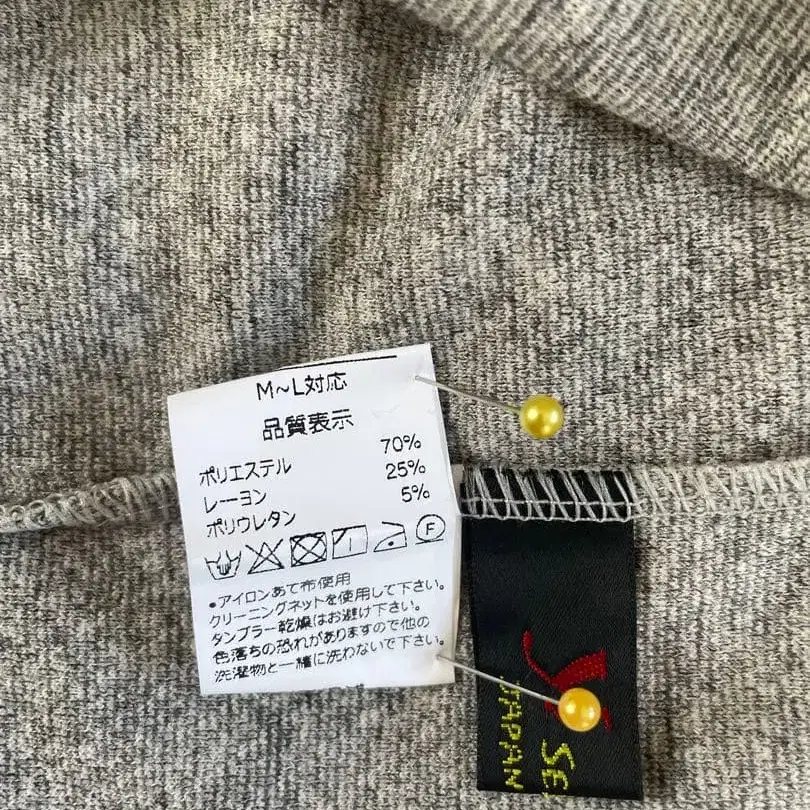 M~L対応
品質表示
ポリエステル 70%
レーヨン 25%
ポリウレタン 5%
F
•アイロンあて布使用
クリーニングネットを使用して下さい。
タンブラー乾燥はお避け下さい。
色落ちの恐れがありますので他の
洗濯物と一緒に洗わないで下さい。
JAPAN